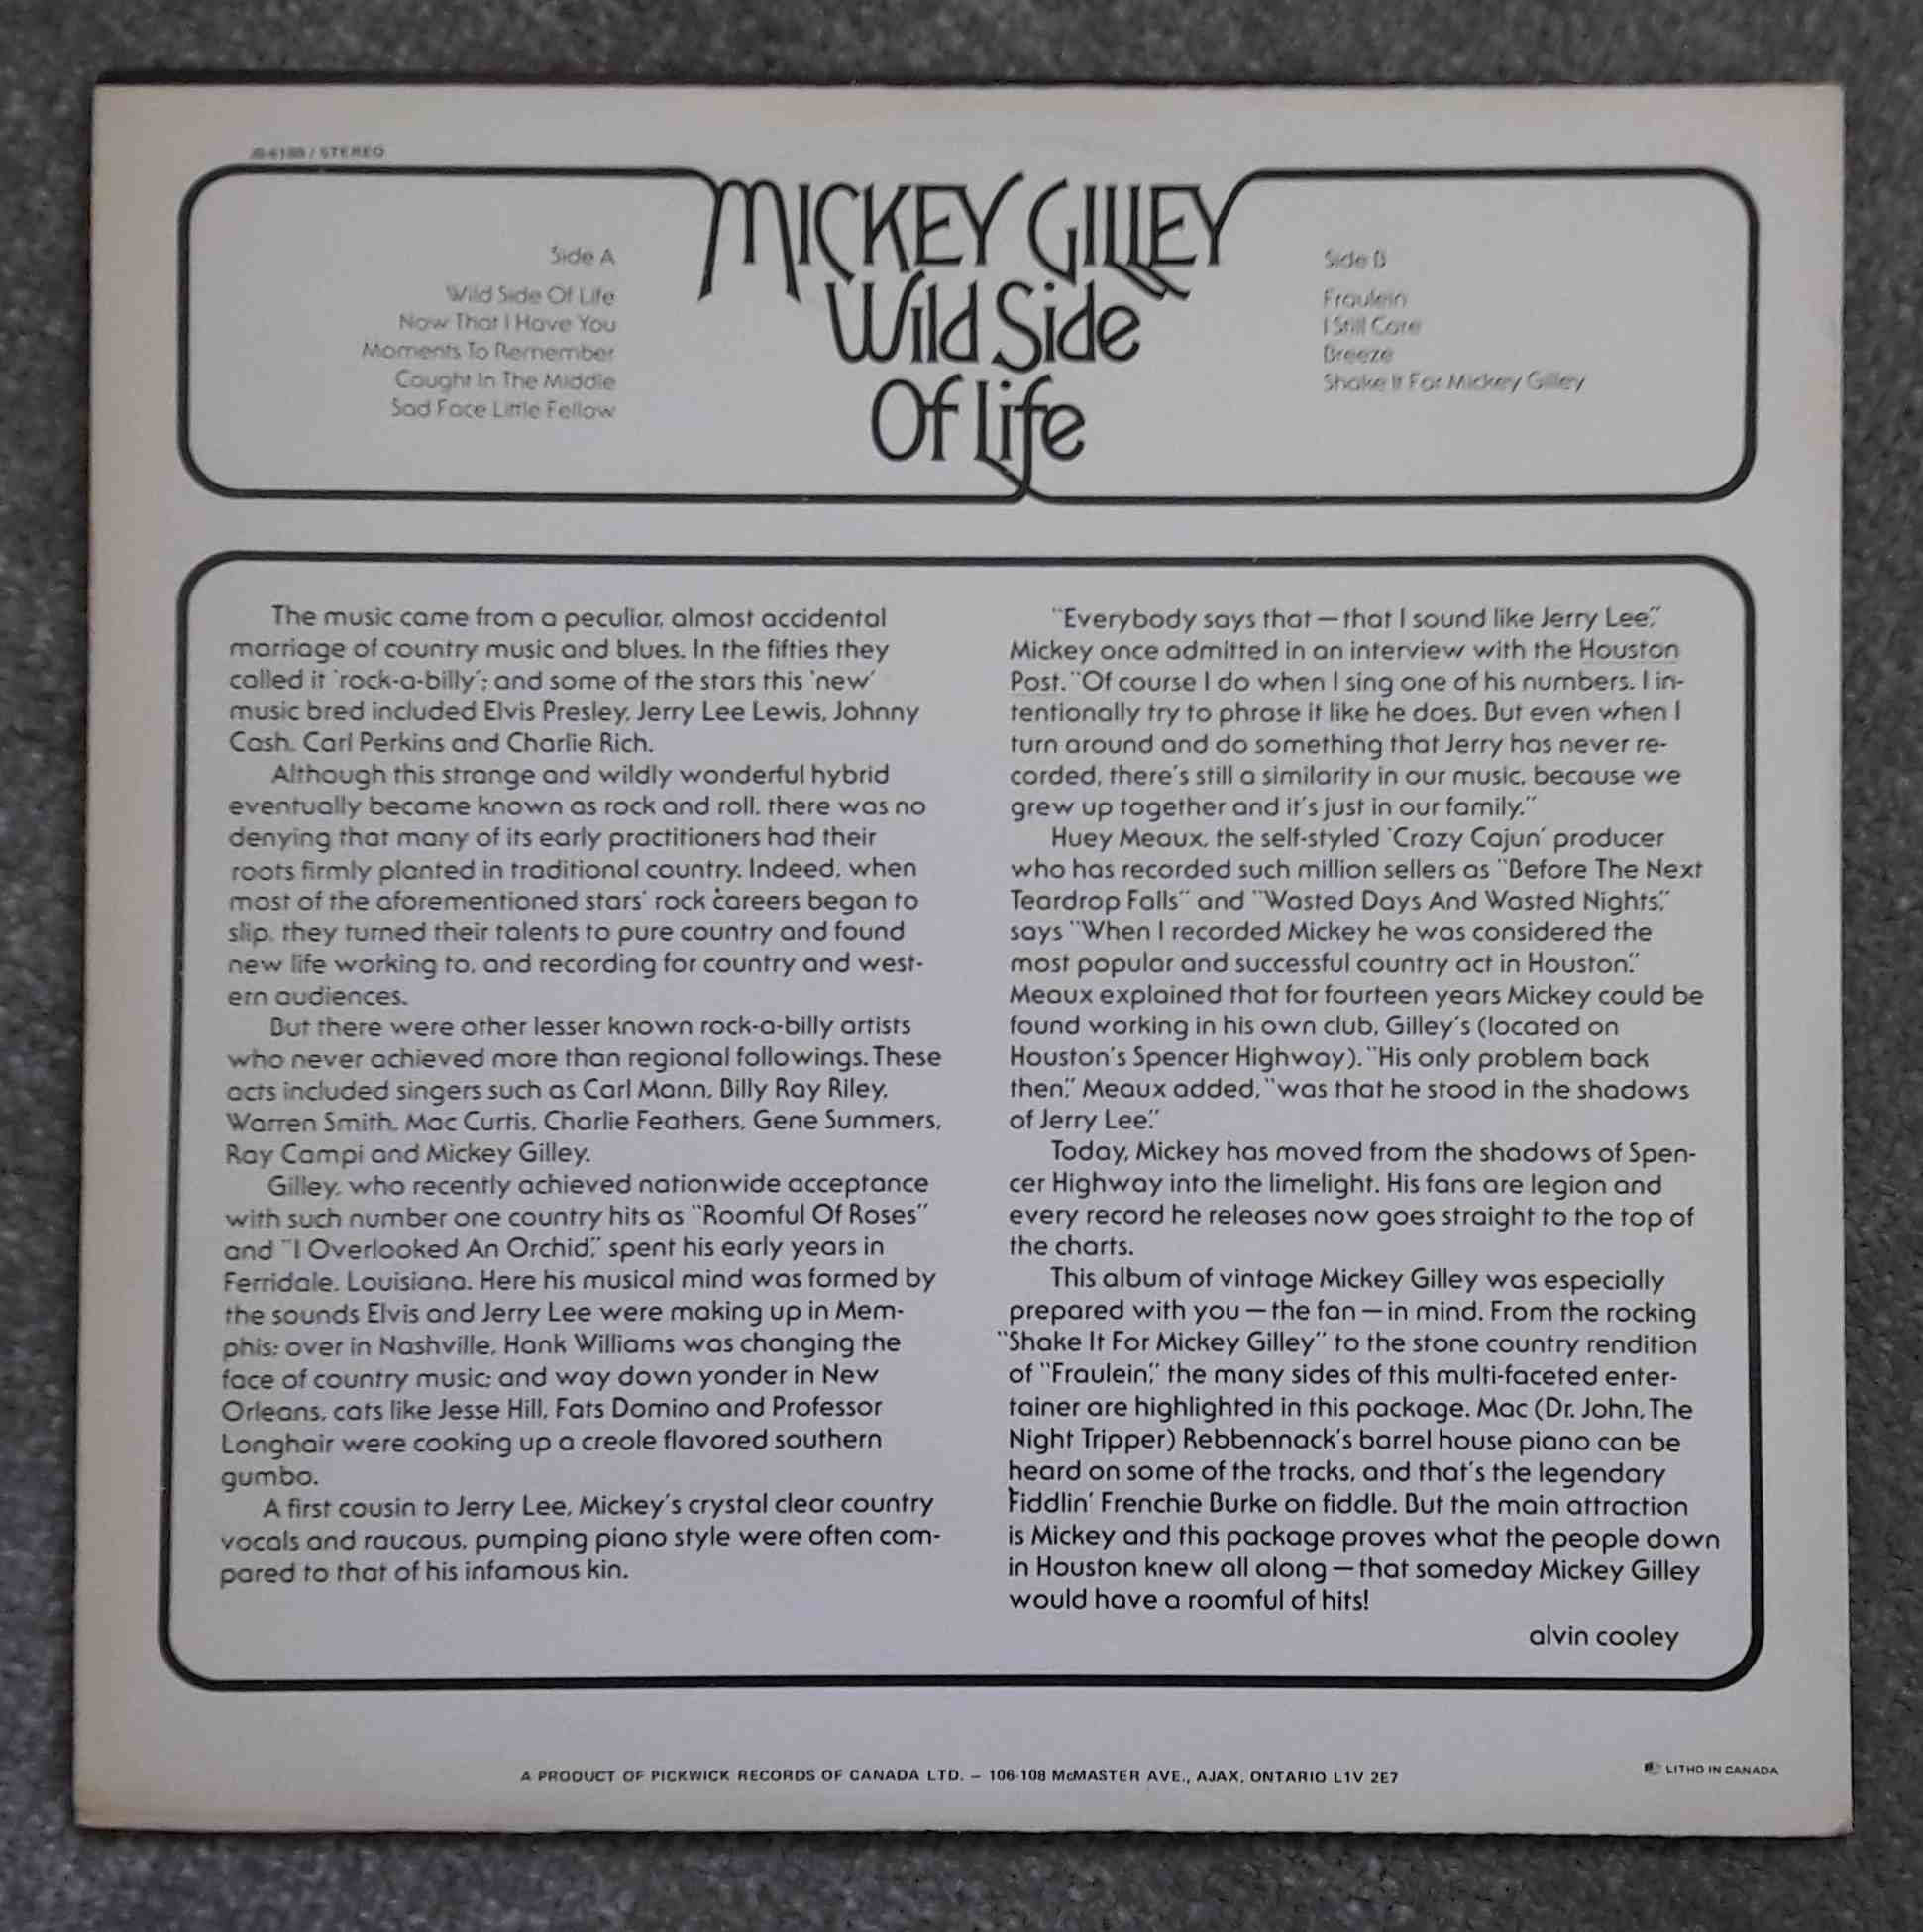 STEREO
MICKEY GILLEY
Wild Side
Of Life
Side A
Wild Side Of Life
Now That I Have You
Moments To Remember
Caught In The Middle
Sad Face Little Fellow
Side B
Fraulein
I Still Care
Breeze
Shake It For Mickey Gilley
The music came from a peculiar, almost accidental
marriage of country music and blues. In the fifties they
called it 'rock-a-billy'; and some of the stars this 'new'
music bred included Elvis Presley, Jerry Lee Lewis, Johnny
Cash, Carl Perkins and Charlie Rich.
Although this strange and wildly wonderful hybrid
eventually became known as rock and roll, there was no
denying that many of its early practitioners had their
roots firmly planted in traditional country. Indeed, when
most of the aforementioned stars' rock careers began to
slip, they turned their talents to pure country and found
new life working to, and recording for country and west-
ern audiences.
But there were other lesser known rock-a-billy artists
who never achieved more than regional followings. These
acts included singers such as Carl Mann, Billy Ray Riley,
Warren Smith, Mac Curtis, Charlie Feathers, Gene Summers,
Ray Campi and Mickey Gilley.
Gilley, who recently achieved nationwide acceptance
with such number one country hits as "Roomful Of Roses"
and "I Overlooked An Orchid," spent his early years in
Ferridale, Louisiana. Here his musical mind was formed by
the sounds Elvis and Jerry Lee were making up in Mem-
phis; over in Nashville, Hank Williams was changing the
face of country music; and way down yonder in New
Orleans, cats like Jesse Hill, Fats Domino and Professor
Longhair were cooking up a creole flavored southern
gumbo.
A first cousin to Jerry Lee, Mickey's crystal clear country
vocals and raucous, pumping piano style were often com-
pared to that of his infamous kin.
"Everybody says that — that I sound like Jerry Lee,"
Mickey once admitted in an interview with the Houston
Post. "Of course I do when I sing one of his numbers. I in-
tentionally try to phrase it like he does. But even when I
turn around and do something that Jerry has never re-
corded, there's still a similarity in our music, because we
grew up together and it's just in our family."
Huey Meaux, the self-styled 'Crazy Cajun' producer
who has recorded such million sellers as "Before The Next
Teardrop Falls" and "Wasted Days And Wasted Nights,"
says "When I recorded Mickey he was considered the
most popular and successful country act in Houston."
Meaux explained that for fourteen years Mickey could be
found working in his own club, Gilley's (located on
Houston's Spencer Highway). "His only problem back
then," Meaux added, "was that he stood in the shadows
of Jerry Lee."
Today, Mickey has moved from the shadows of Spen-
cer Highway into the limelight. His fans are legion and
every record he releases now goes straight to the top of
the charts.
This album of vintage Mickey Gilley was especially
prepared with you — the fan — in mind. From the rocking
"Shake It For Mickey Gilley" to the stone country rendition
of "Fraulein," the many sides of this multi-faceted enter-
tainer are highlighted in this package. Mac (Dr. John, The
Night Tripper) Rebbennack's barrel house piano can be
heard on some of the tracks, and that's the legendary
Fiddlin' Frenchie Burke on fiddle. But the main attraction
is Mickey and this package proves what the people down
in Houston knew all along — that someday Mickey Gilley
would have a roomful of hits!
alvin cooley
A PRODUCT OF PICKWICK RECORDS OF CANADA LTD. – 106-108 McMASTER AVE., AJAX, ONTARIO L1V 2E7
LITHO IN CANADA